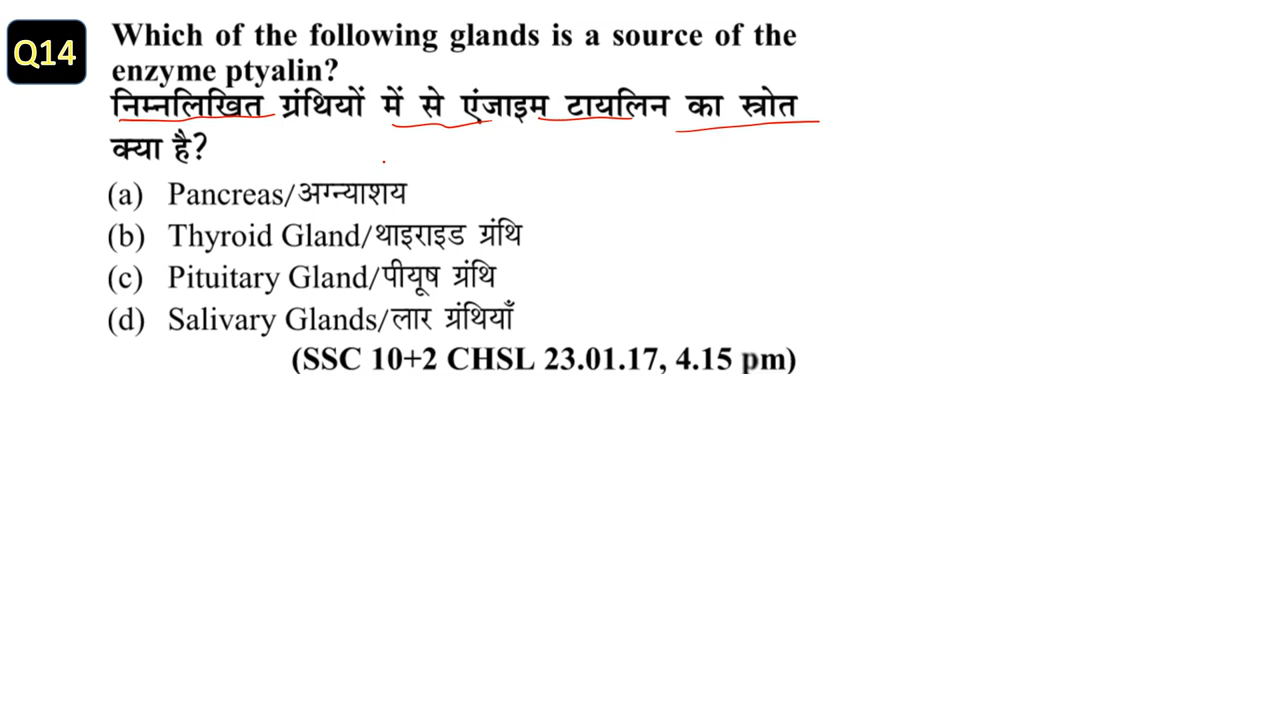 Q14
Which of the following glands is a source of the
enzyme ptyalin?
निम्नलिखित ग्रंथियों में से एंजाइम टायलिन का स्त्रोत
क्या है?
(a) Pancreas/अग्न्याशय
(b) Thyroid Gland/थाइराइड ग्रंथि
(c) Pituitary Gland/पीयूष ग्रंथि
(d) Salivary Glands/लार ग्रंथियाँ
(SSC 10+2 CHSL 23.01.17, 4.15 pm)